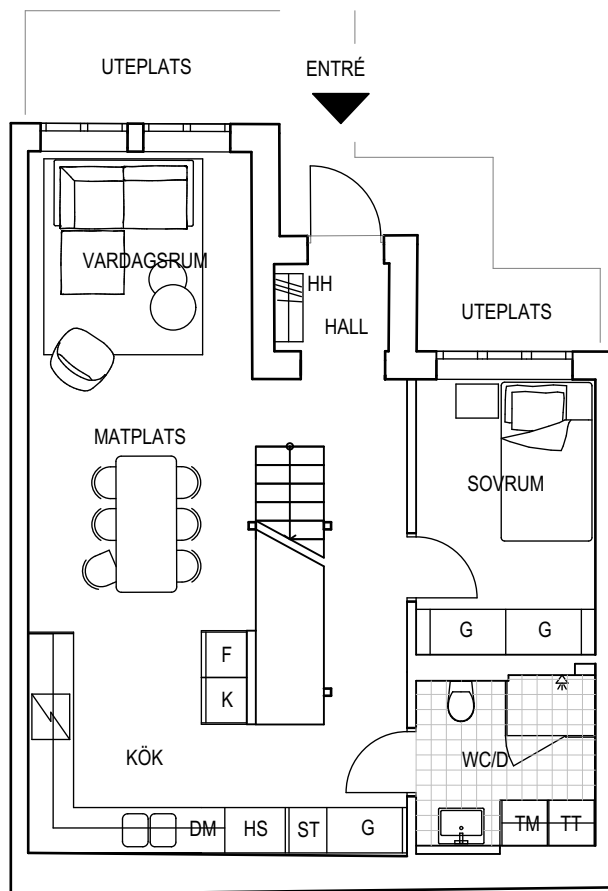 UTEPLATS
ENTRÉ
VARDAGSRUM
HH
HALL
UTEPLATS
MATPLATS
SOVRUM
G G
F
K
KÖK
WC/D
DM HS ST G
TM TT